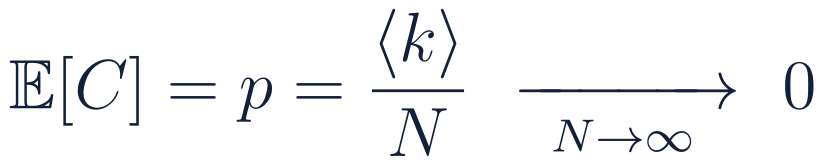 𝔼[C] = p = ⟨k⟩/N ⟶_{N→∞} 0